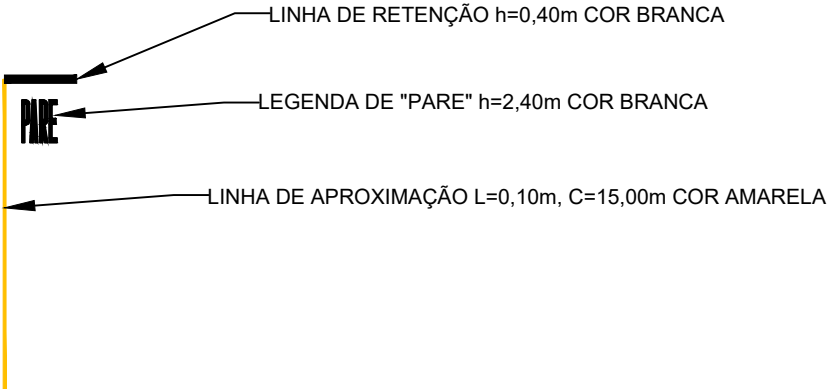 LINHA DE RETENÇÃO h=0,40m COR BRANCA
PARE
LEGENDA DE "PARE" h=2,40m COR BRANCA
LINHA DE APROXIMAÇÃO L=0,10m, C=15,00m COR AMARELA